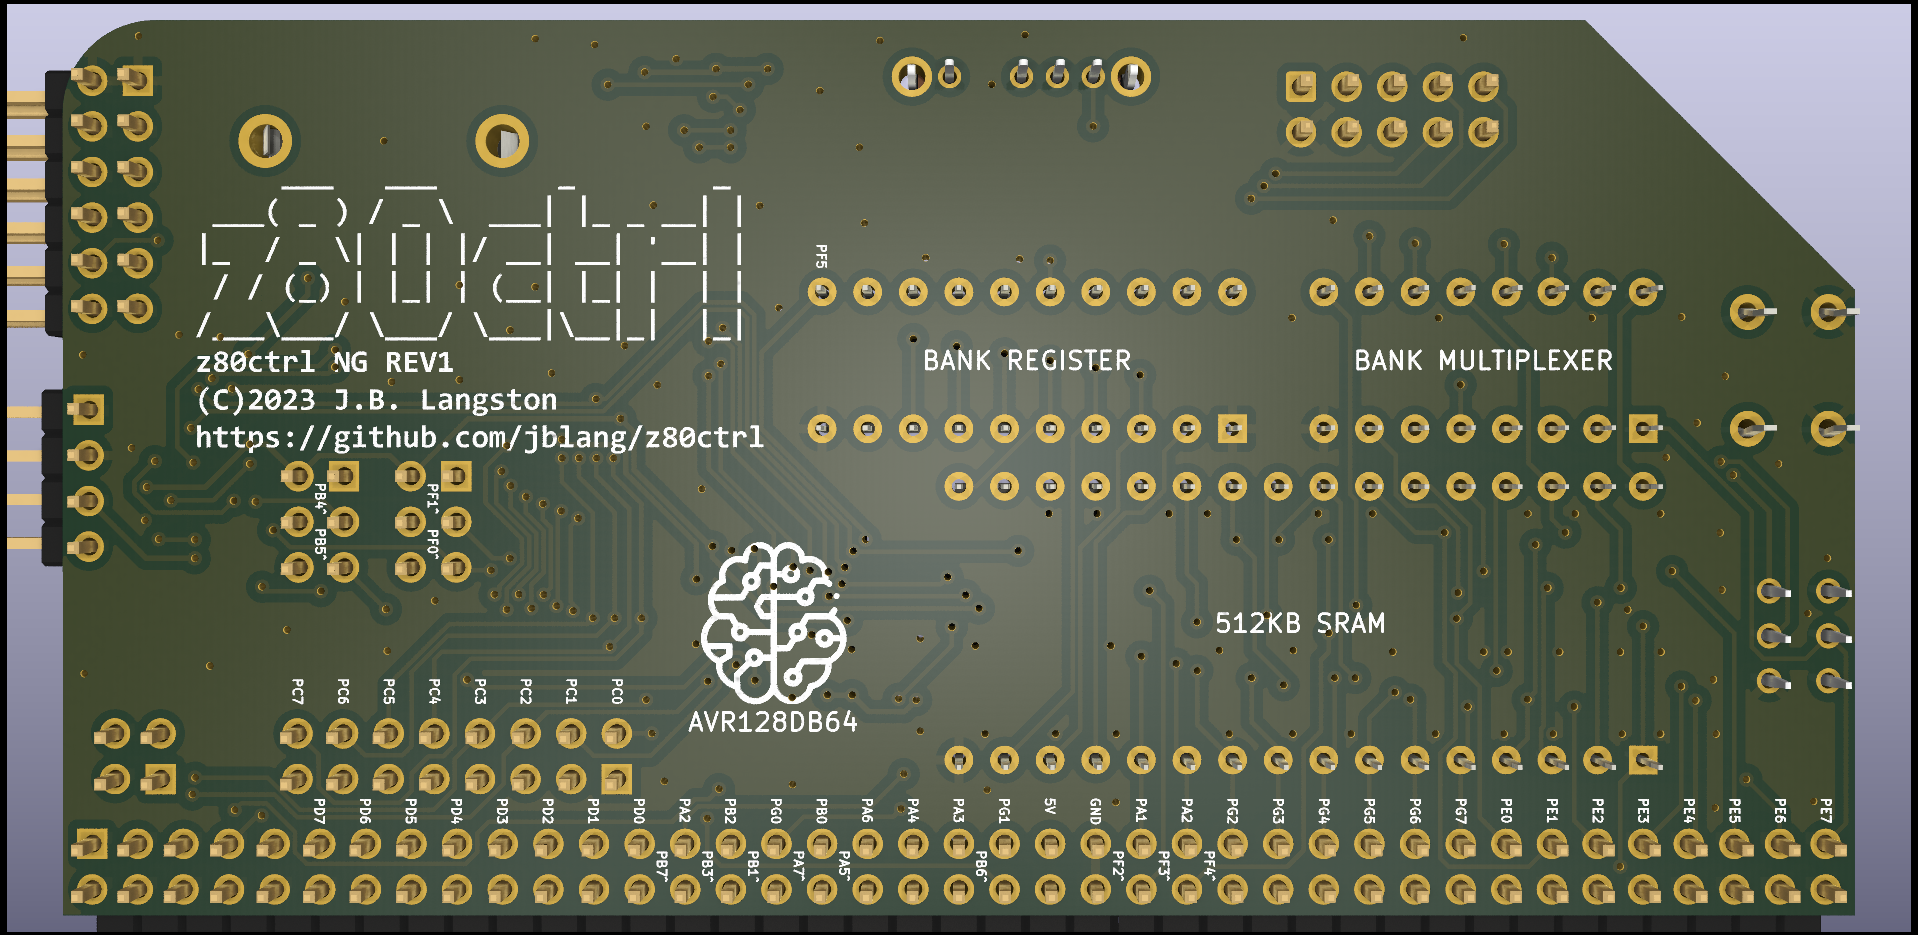 z80ctrl
PF5
z80ctrl NG REV1
(C)2023 J.B. Langston
https://github.com/jblang/z80ctrl
BANK REGISTER
BANK MULTIPLEXER
PB4^
PF1^
PB5^
PF0^
512KB SRAM
PC7 PC6 PC5 PC4 PC3 PC2 PC1 PC0
AVR128DB64
PD7 PD6 PD5 PD4 PD3 PD2 PD1 PD0 PA2 PB2 PG0 PB0 PA6 PA4 PA3 PG1 5V GND PA1 PA2 PG2 PG3 PG4 PG5 PG6 PG7 PE0 PE1 PE2 PE3 PE4 PE5 PE6 PE7
PB7^ PB3^ PB1^ PA7^ PA5^ PB6^ PF2^ PF3^ PF4^